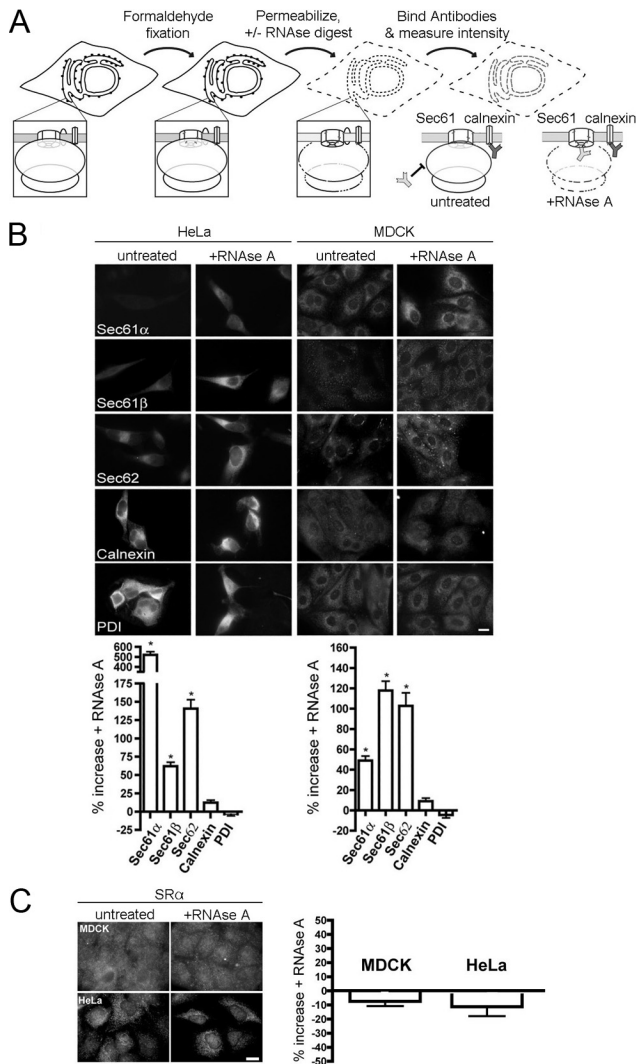 A
Formaldehyde
fixation
Permeabilize,
+/- RNAse digest
Bind Antibodies
& measure intensity
Sec61 calnexin
Sec61 calnexin
untreated
+RNAse A
B
HeLa
MDCK
untreated
+RNAse A
untreated
+RNAse A
Sec61α
Sec61β
Sec62
Calnexin
PDI
% increase + RNAse A
600
500
400
300
175
150
125
100
75
50
25
0
-25
*
*
*
Sec61α
Sec61β
Sec62
Calnexin
PDI
% increase + RNAse A
160
140
120
100
80
60
40
20
0
-20
*
*
*
Sec61α
Sec61β
Sec62
Calnexin
PDI
C
SRα
untreated
+RNAse A
MDCK
HeLa
% increase + RNAse A
50
40
30
20
10
0
-10
-20
-30
-40
-50
MDCK
HeLa